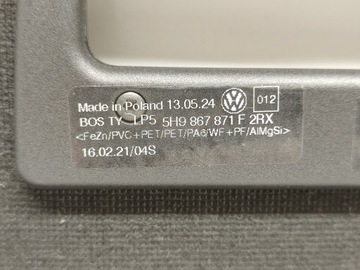 Made in Poland 13.05.24 012
BOS TY LP5 5H9 867 871 F 2RX
<FeZn/PVC+PET/PET/PA6/WF+PF/AlMgSi>
16.02.21/04S